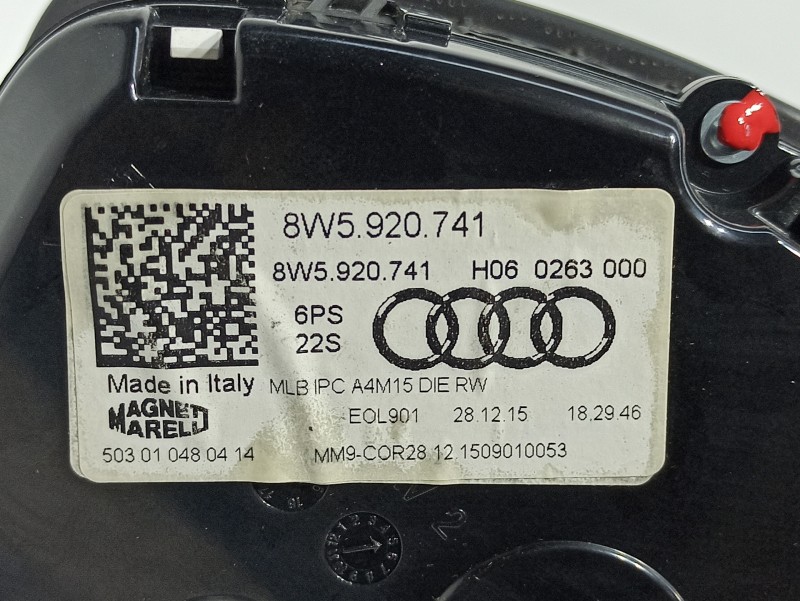 8W5.920.741
8W5.920.741 H06 0263 000
6PS
22S
Made in Italy MLB IPC A4M15 DIE RW
MAGNETI MARELLI
EOL901 28.12.15 18.29.46
503 01 048 04 14 MM9-COR28 12 1509010053
2